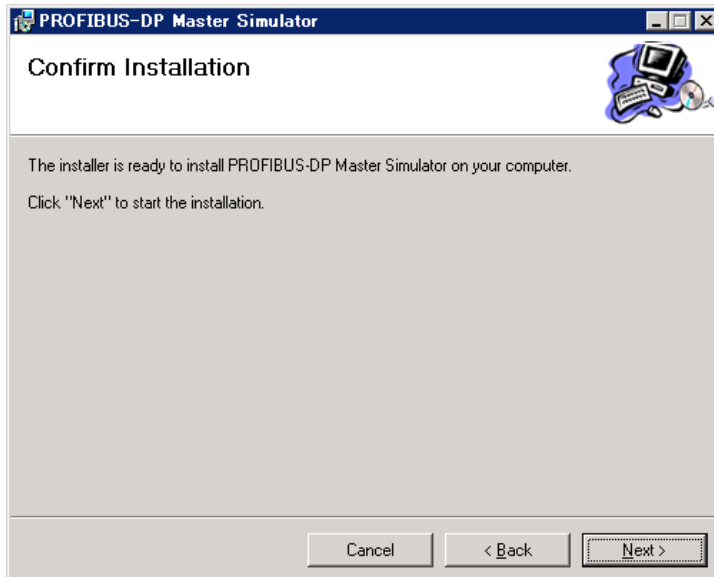 PROFIBUS-DP Master Simulator
Confirm Installation
The installer is ready to install PROFIBUS-DP Master Simulator on your computer.
Click "Next" to start the installation.
Cancel
< Back
Next >